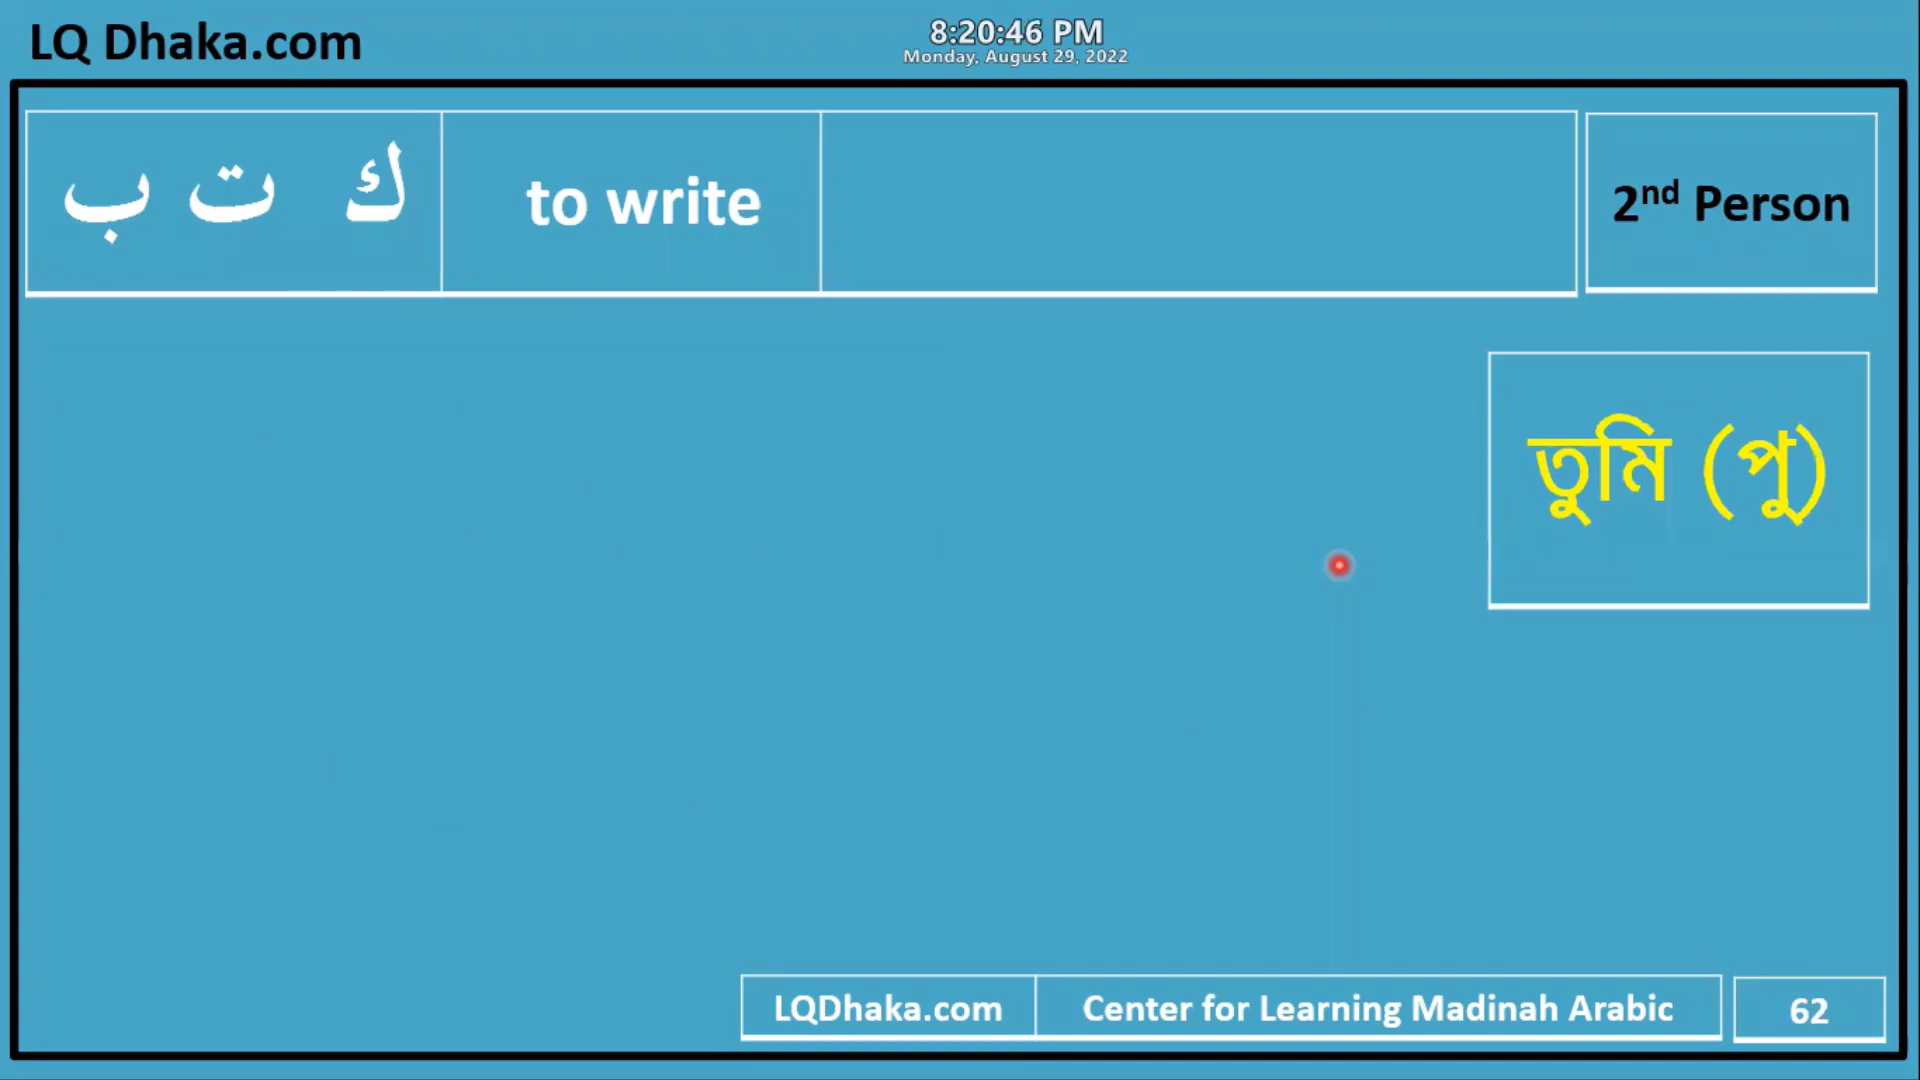 LQ Dhaka.com
8:20:46 PM
Monday, August 29, 2022
ك ت ب
to write
2nd Person
তুমি (পু)
LQDhaka.com
Center for Learning Madinah Arabic
62